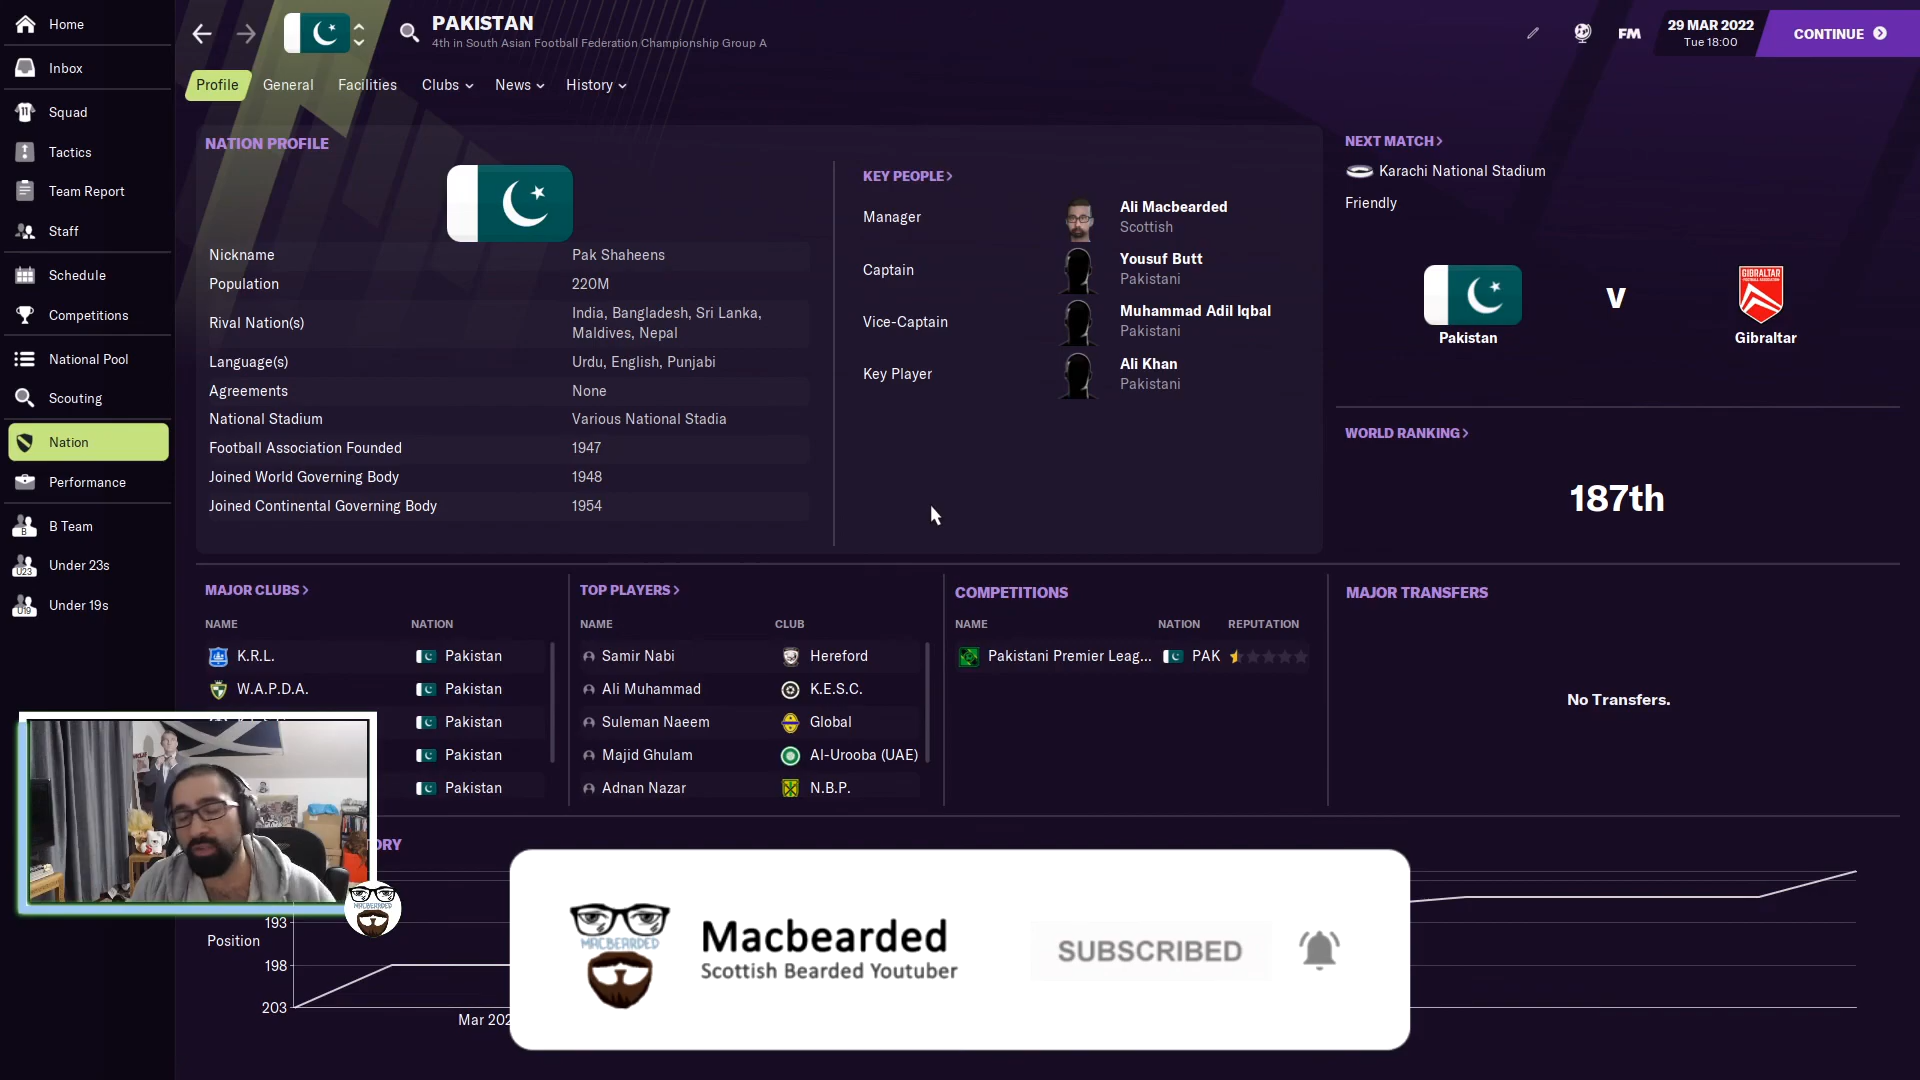 Home
Inbox
Squad
Tactics
Team Report
Staff
Schedule
Competitions
National Pool
Scouting
Nation
Performance
B Team
Under 23s
Under 19s
PAKISTAN
4th in South Asian Football Federation Championship Group A
FM
29 MAR 2022
Tue 18:00
CONTINUE
Profile
General
Facilities
Clubs
News
History
NATION PROFILE
Nickname Pak Shaheens
Population 220M
Rival Nation(s) India, Bangladesh, Sri Lanka,
Maldives, Nepal
Language(s) Urdu, English, Punjabi
Agreements None
National Stadium Various National Stadia
Football Association Founded 1947
Joined World Governing Body 1948
Joined Continental Governing Body 1954
KEY PEOPLE
Manager Ali Macbearded
Scottish
Captain Yousuf Butt
Pakistani
Vice-Captain Muhammad Adil Iqbal
Pakistani
Key Player Ali Khan
Pakistani
NEXT MATCH
Karachi National Stadium
Friendly
V
GIBRALTAR
Pakistan Gibraltar
WORLD RANKING
187th
MAJOR CLUBS
NAME NATION
K.R.L. Pakistan
W.A.P.D.A. Pakistan
Pakistan
Pakistan
Pakistan
TOP PLAYERS
NAME CLUB
Samir Nabi Hereford
Ali Muhammad K.E.S.C.
Suleman Naeem Global
Majid Ghulam Al-Urooba (UAE)
Adnan Nazar N.B.P.
COMPETITIONS
NAME NATION REPUTATION
Pakistani Premier Leag... PAK
MAJOR TRANSFERS
No Transfers.
ORY
Position
193
198
203
Mar 202
MACBEARDED
MACBEARDED
Macbearded
Scottish Bearded Youtuber
SUBSCRIBED